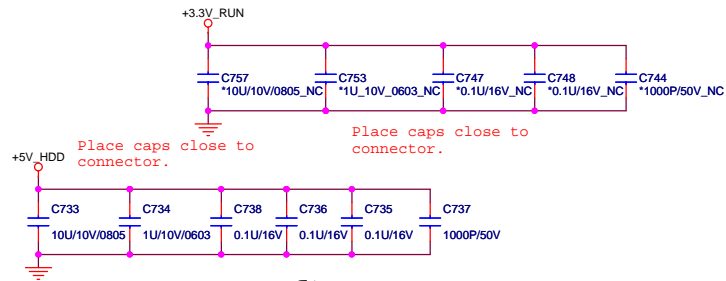 +3.3V_RUN
C757
*10U/10V/0805_NC
C753
*1U_10V_0603_NC
C747
*0.1U/16V_NC
C748
*0.1U/16V_NC
C744
*1000P/50V_NC
Place caps close to
connector.
Place caps close to
connector.
+5V_HDD
C733
10U/10V/0805
C734
1U/10V/0603
C738
0.1U/16V
C736
0.1U/16V
C735
0.1U/16V
C737
1000P/50V